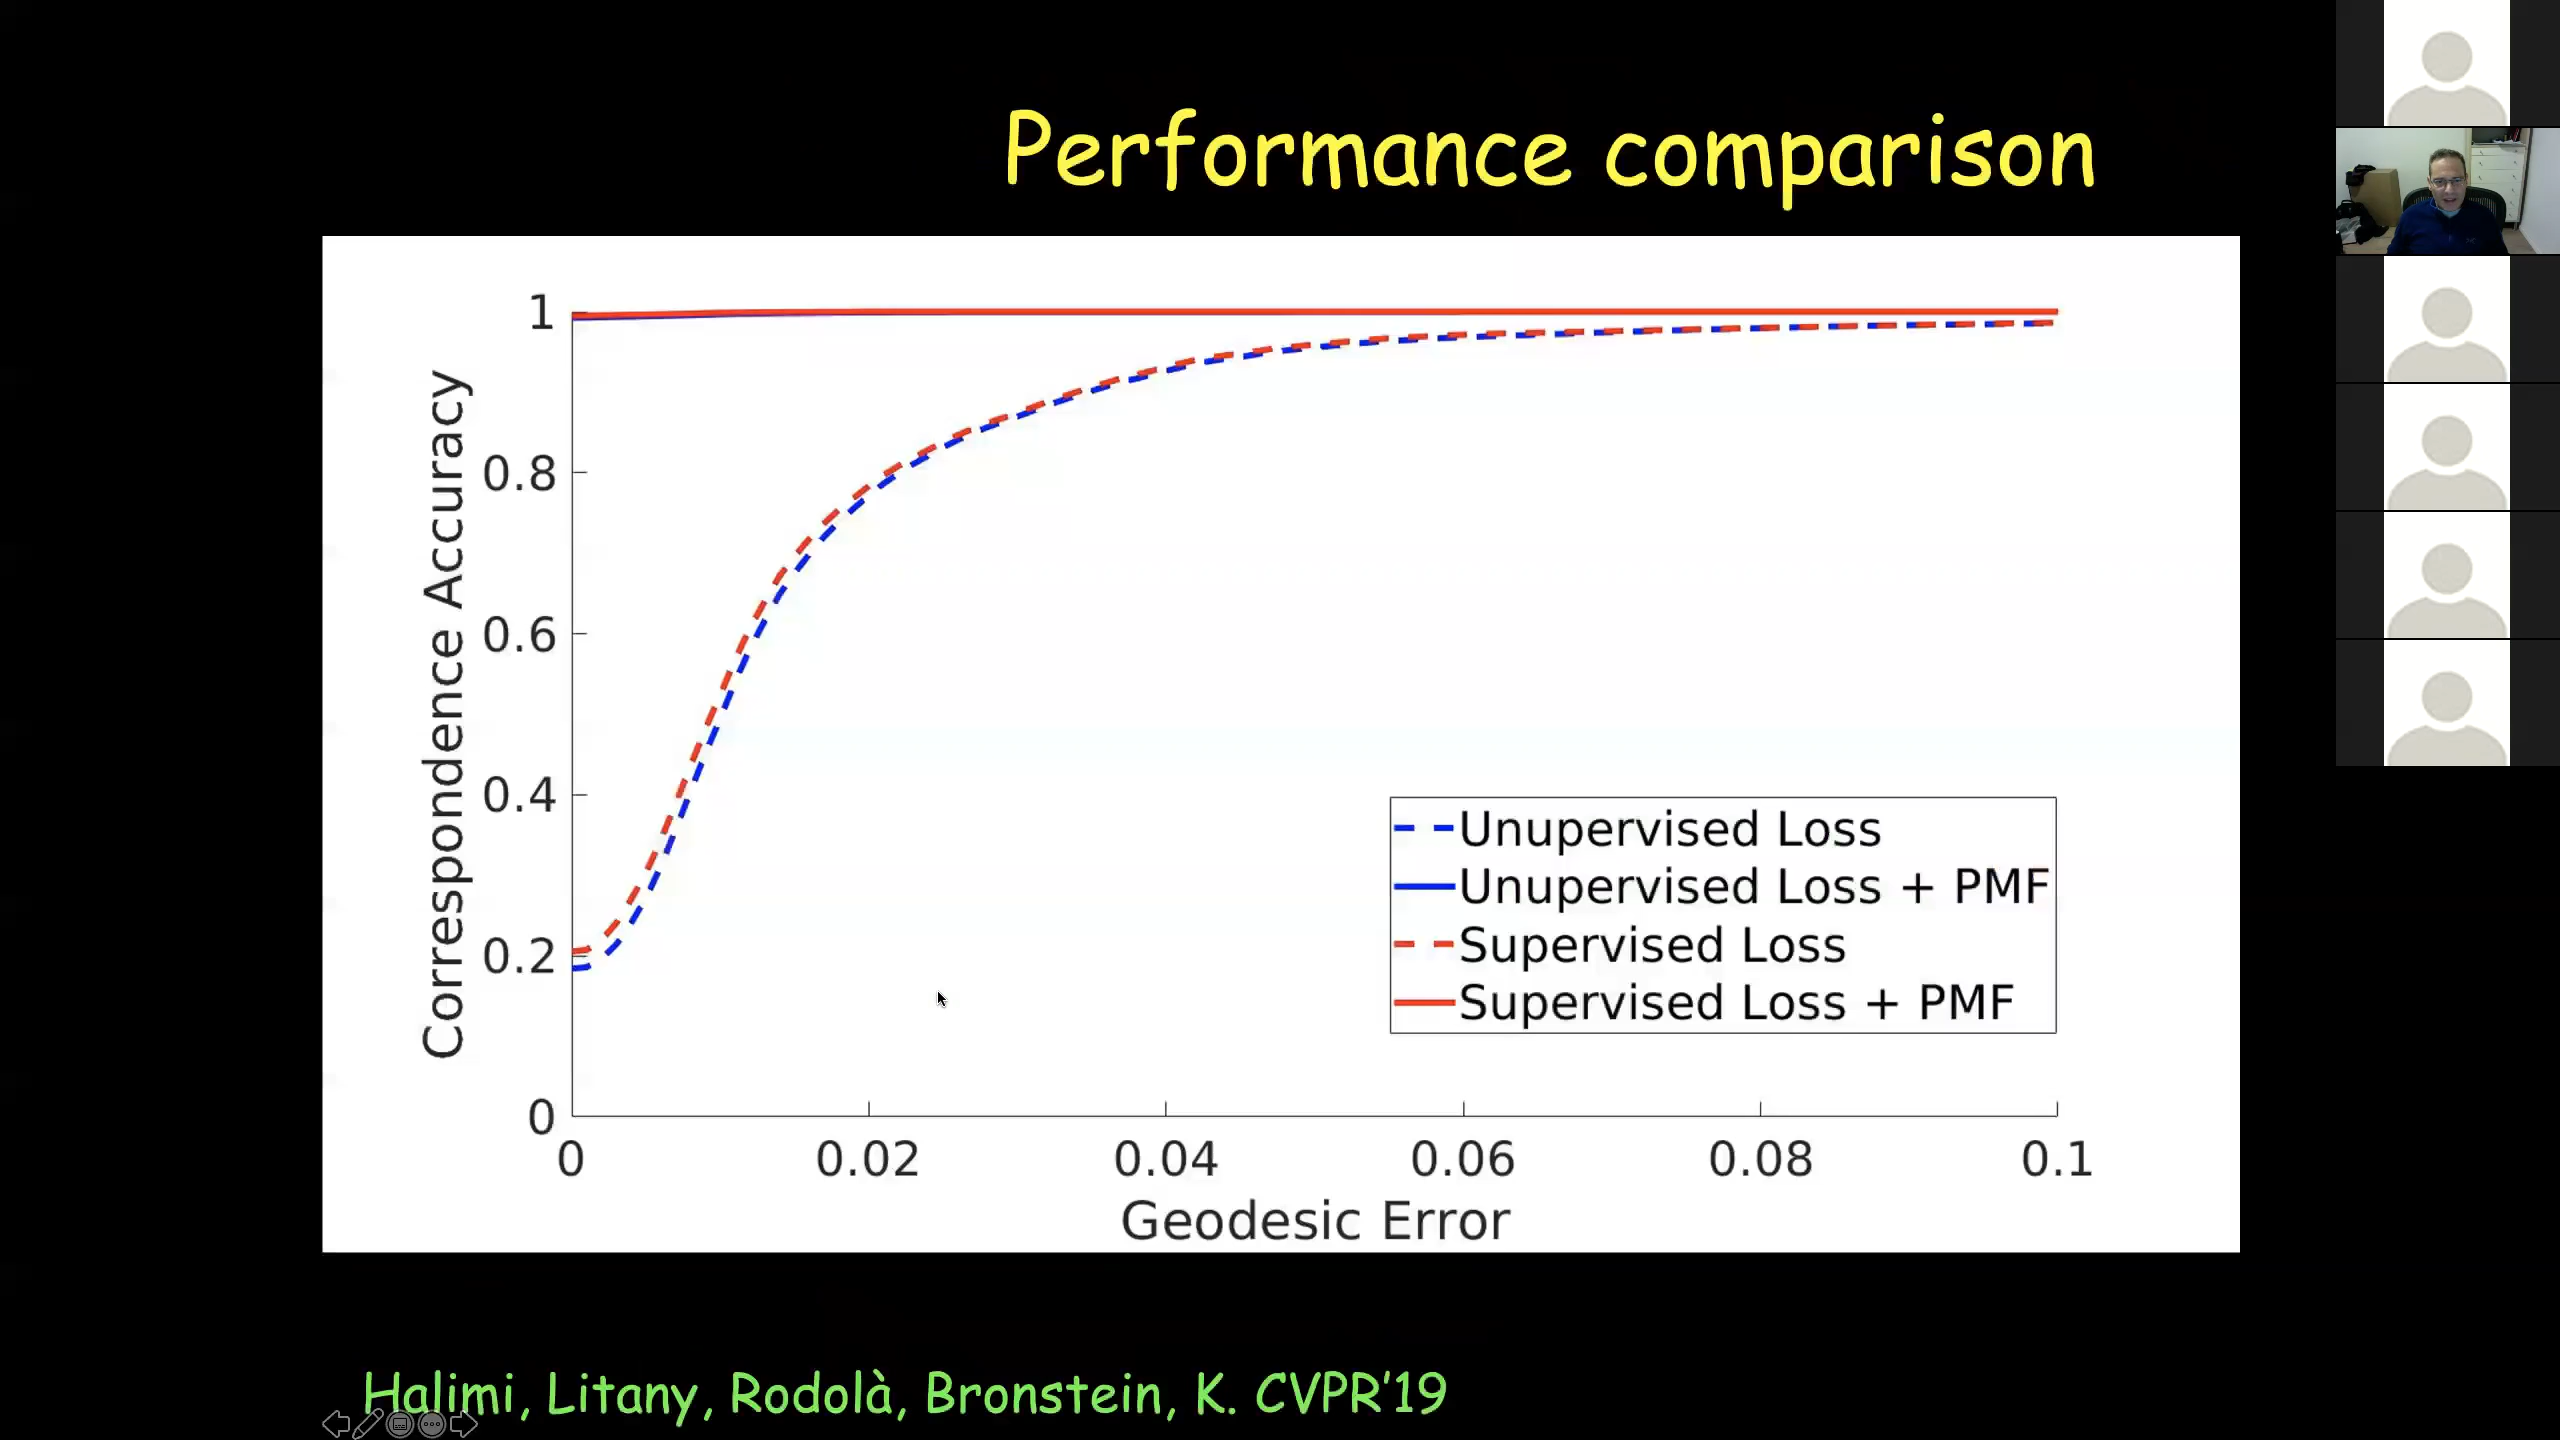 Performance comparison
Correspondence Accuracy
1
0.8
0.6
0.4
0.2
0
0 0.02 0.04 0.06 0.08 0.1
Geodesic Error
Unupervised Loss
Unupervised Loss + PMF
Supervised Loss
Supervised Loss + PMF
Halimi, Litany, Rodolà, Bronstein, K. CVPR'19